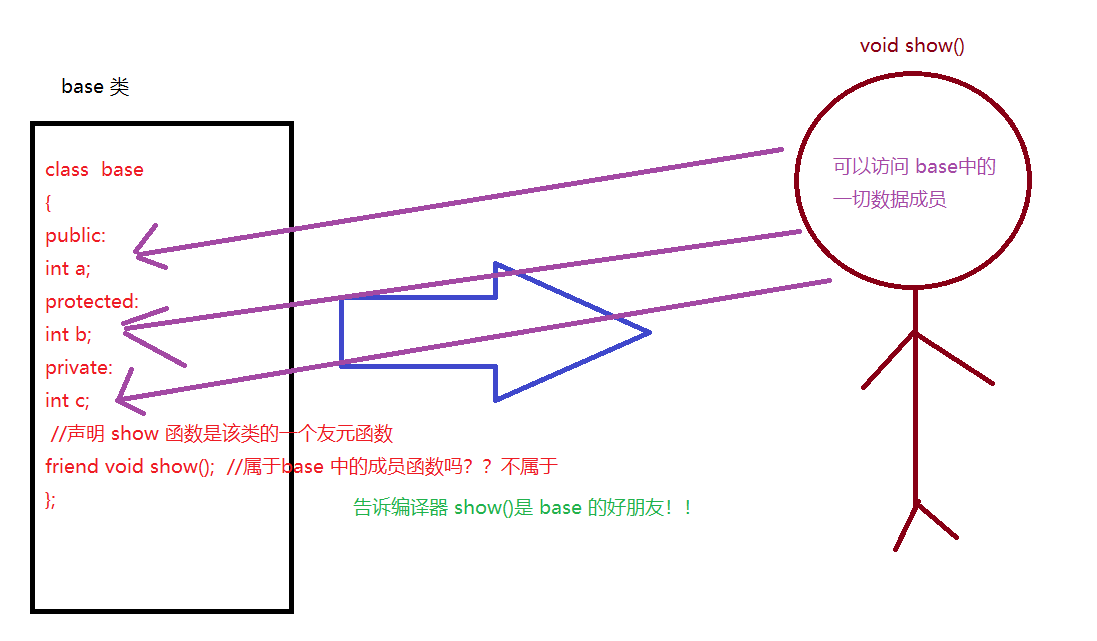 void show()
base 类
class  base
{
public:
int a;
protected:
int b;
private:
int c;
//声明 show 函数是该类的一个友元函数
friend void show();  //属于base 中的成员函数吗？？不属于
};
可以访问 base中的
一切数据成员
告诉编译器 show()是 base 的好朋友！！